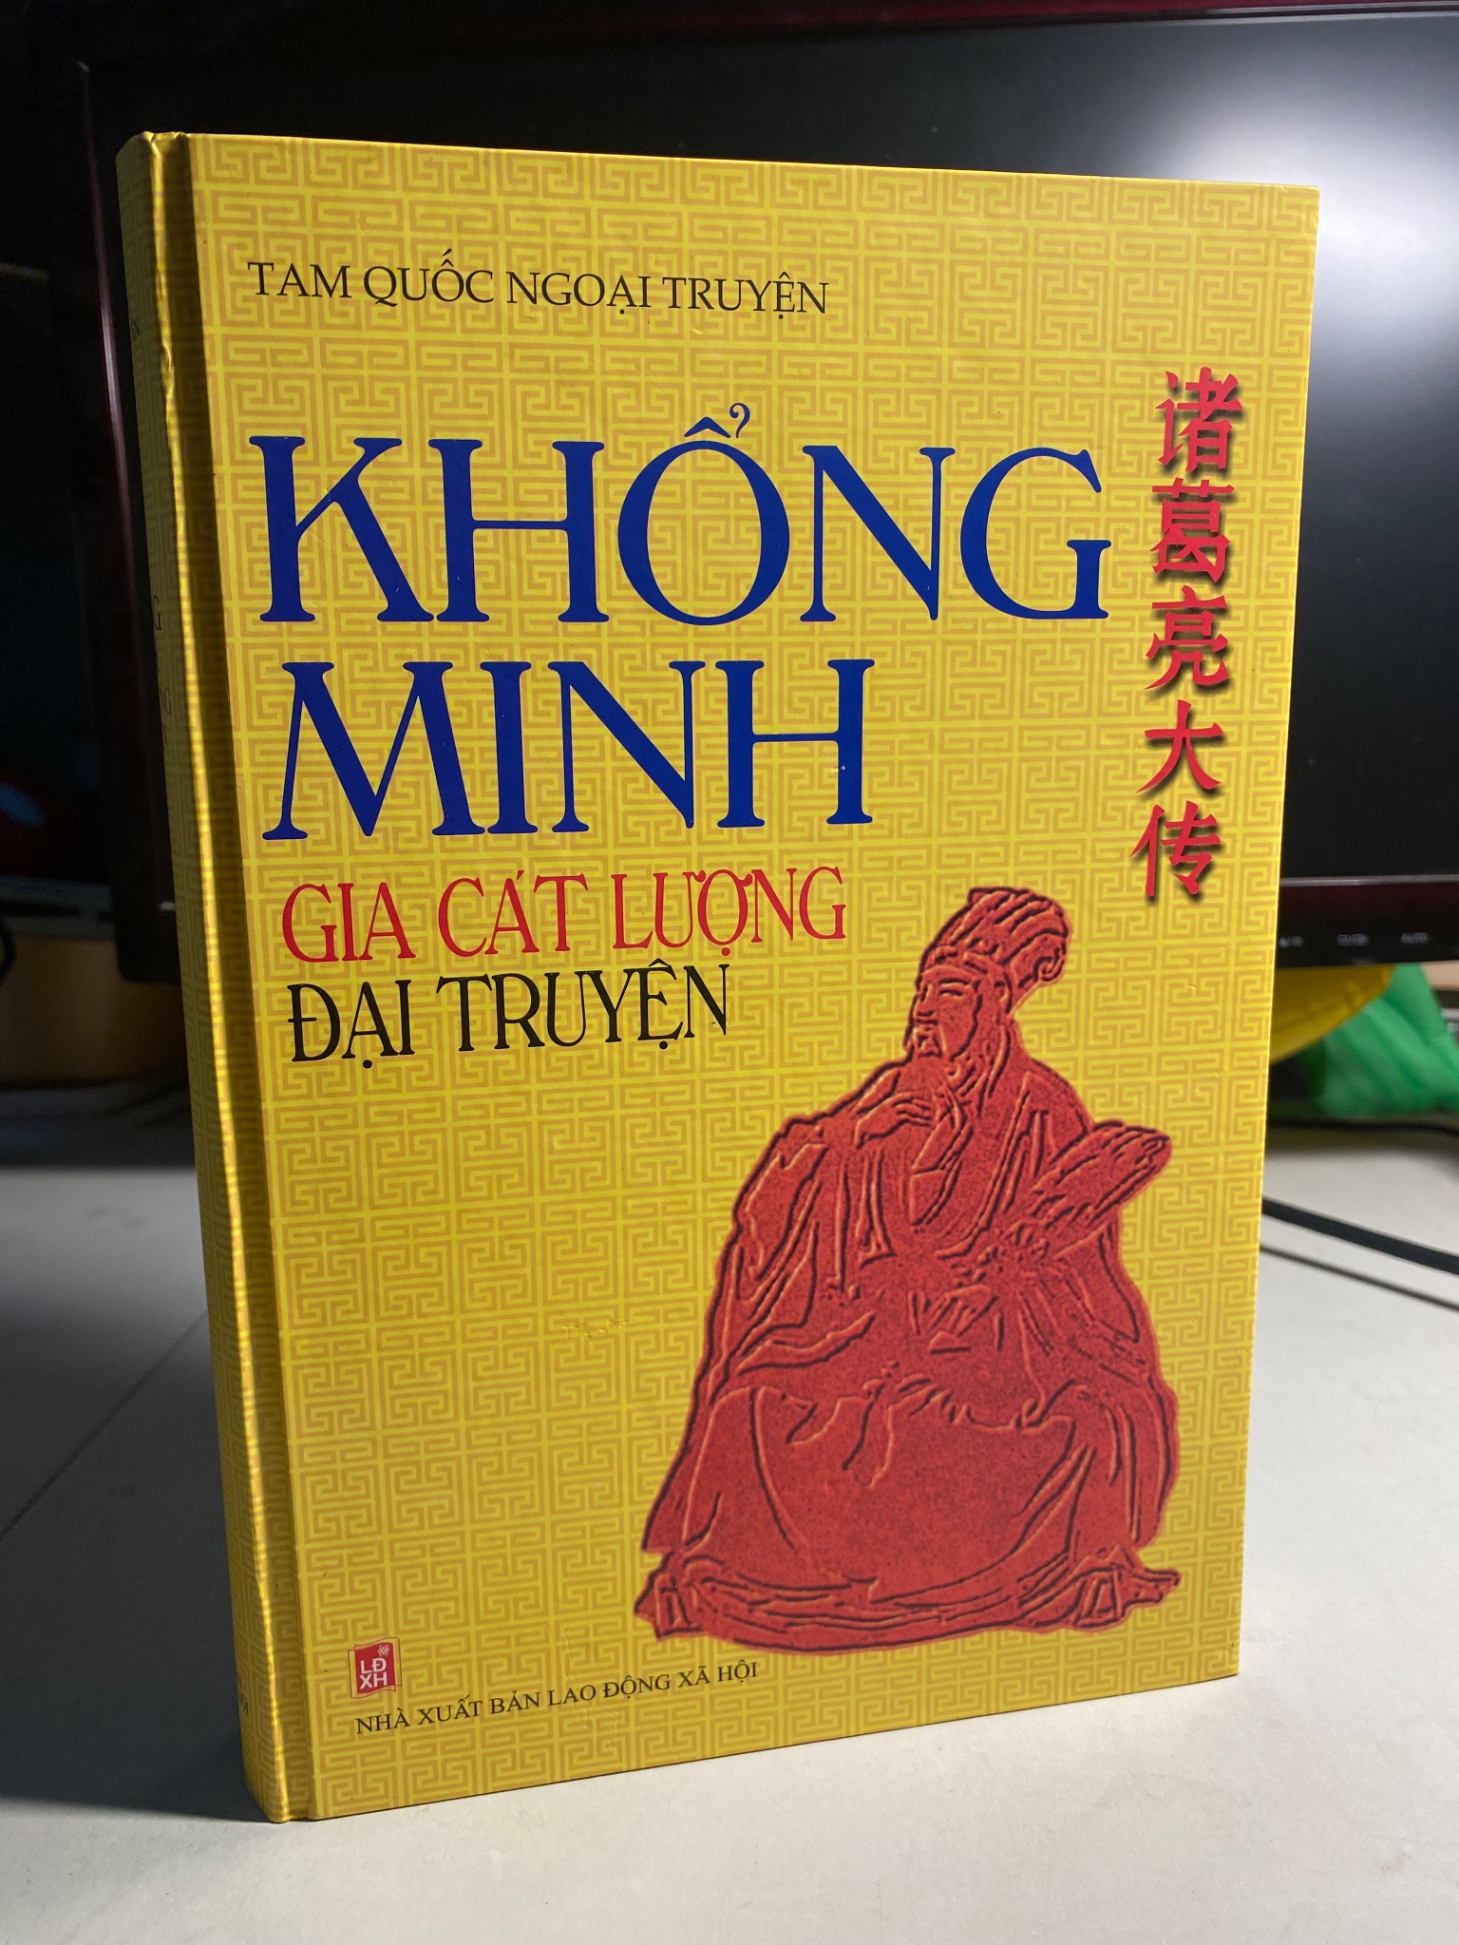 TAM QUỐC NGOẠI TRUYỆN
KHỔNG
MINH
GIA CÁT LƯỢNG
ĐẠI TRUYỆN
诸葛亮大传
LĐ
XH
NHÀ XUẤT BẢN LAO ĐỘNG XÃ HỘI
AUTO